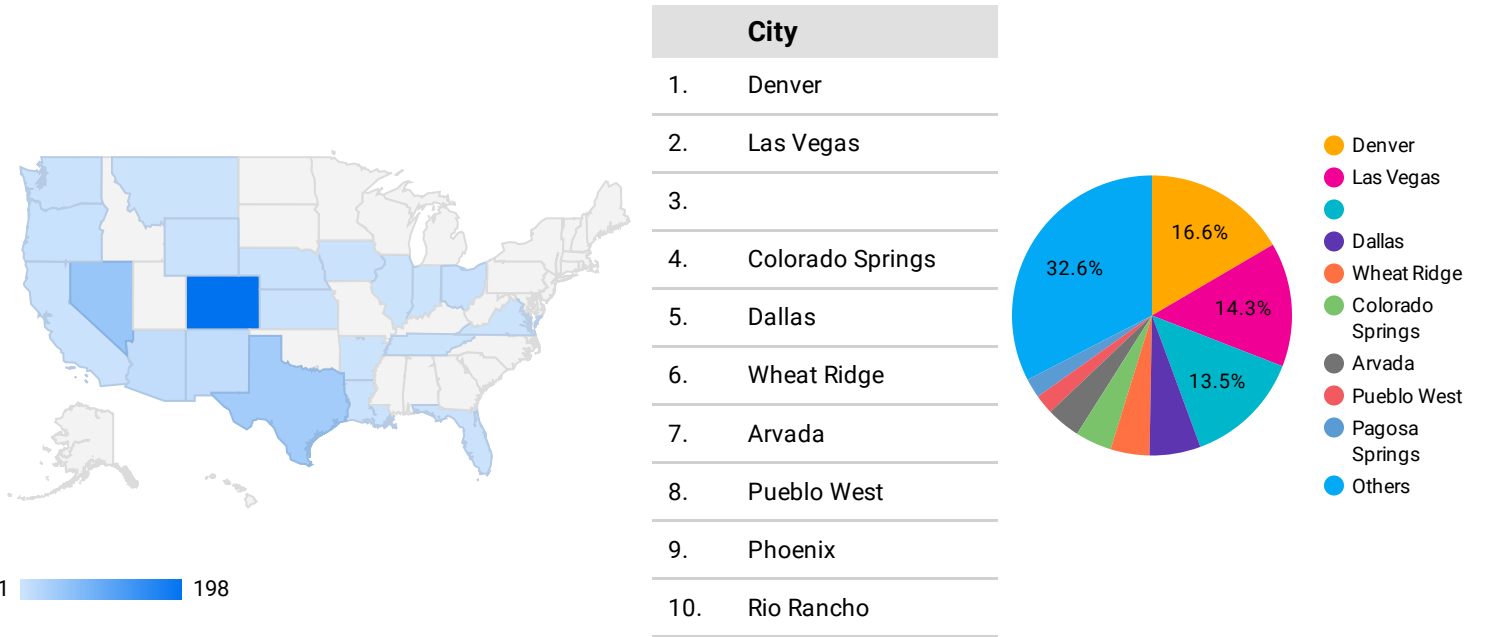 1 198
City
1. Denver
2. Las Vegas
3.
4. Colorado Springs
5. Dallas
6. Wheat Ridge
7. Arvada
8. Pueblo West
9. Phoenix
10. Rio Rancho
16.6%
14.3%
13.5%
32.6%
Denver
Las Vegas
Dallas
Wheat Ridge
Colorado
Springs
Arvada
Pueblo West
Pagosa
Springs
Others